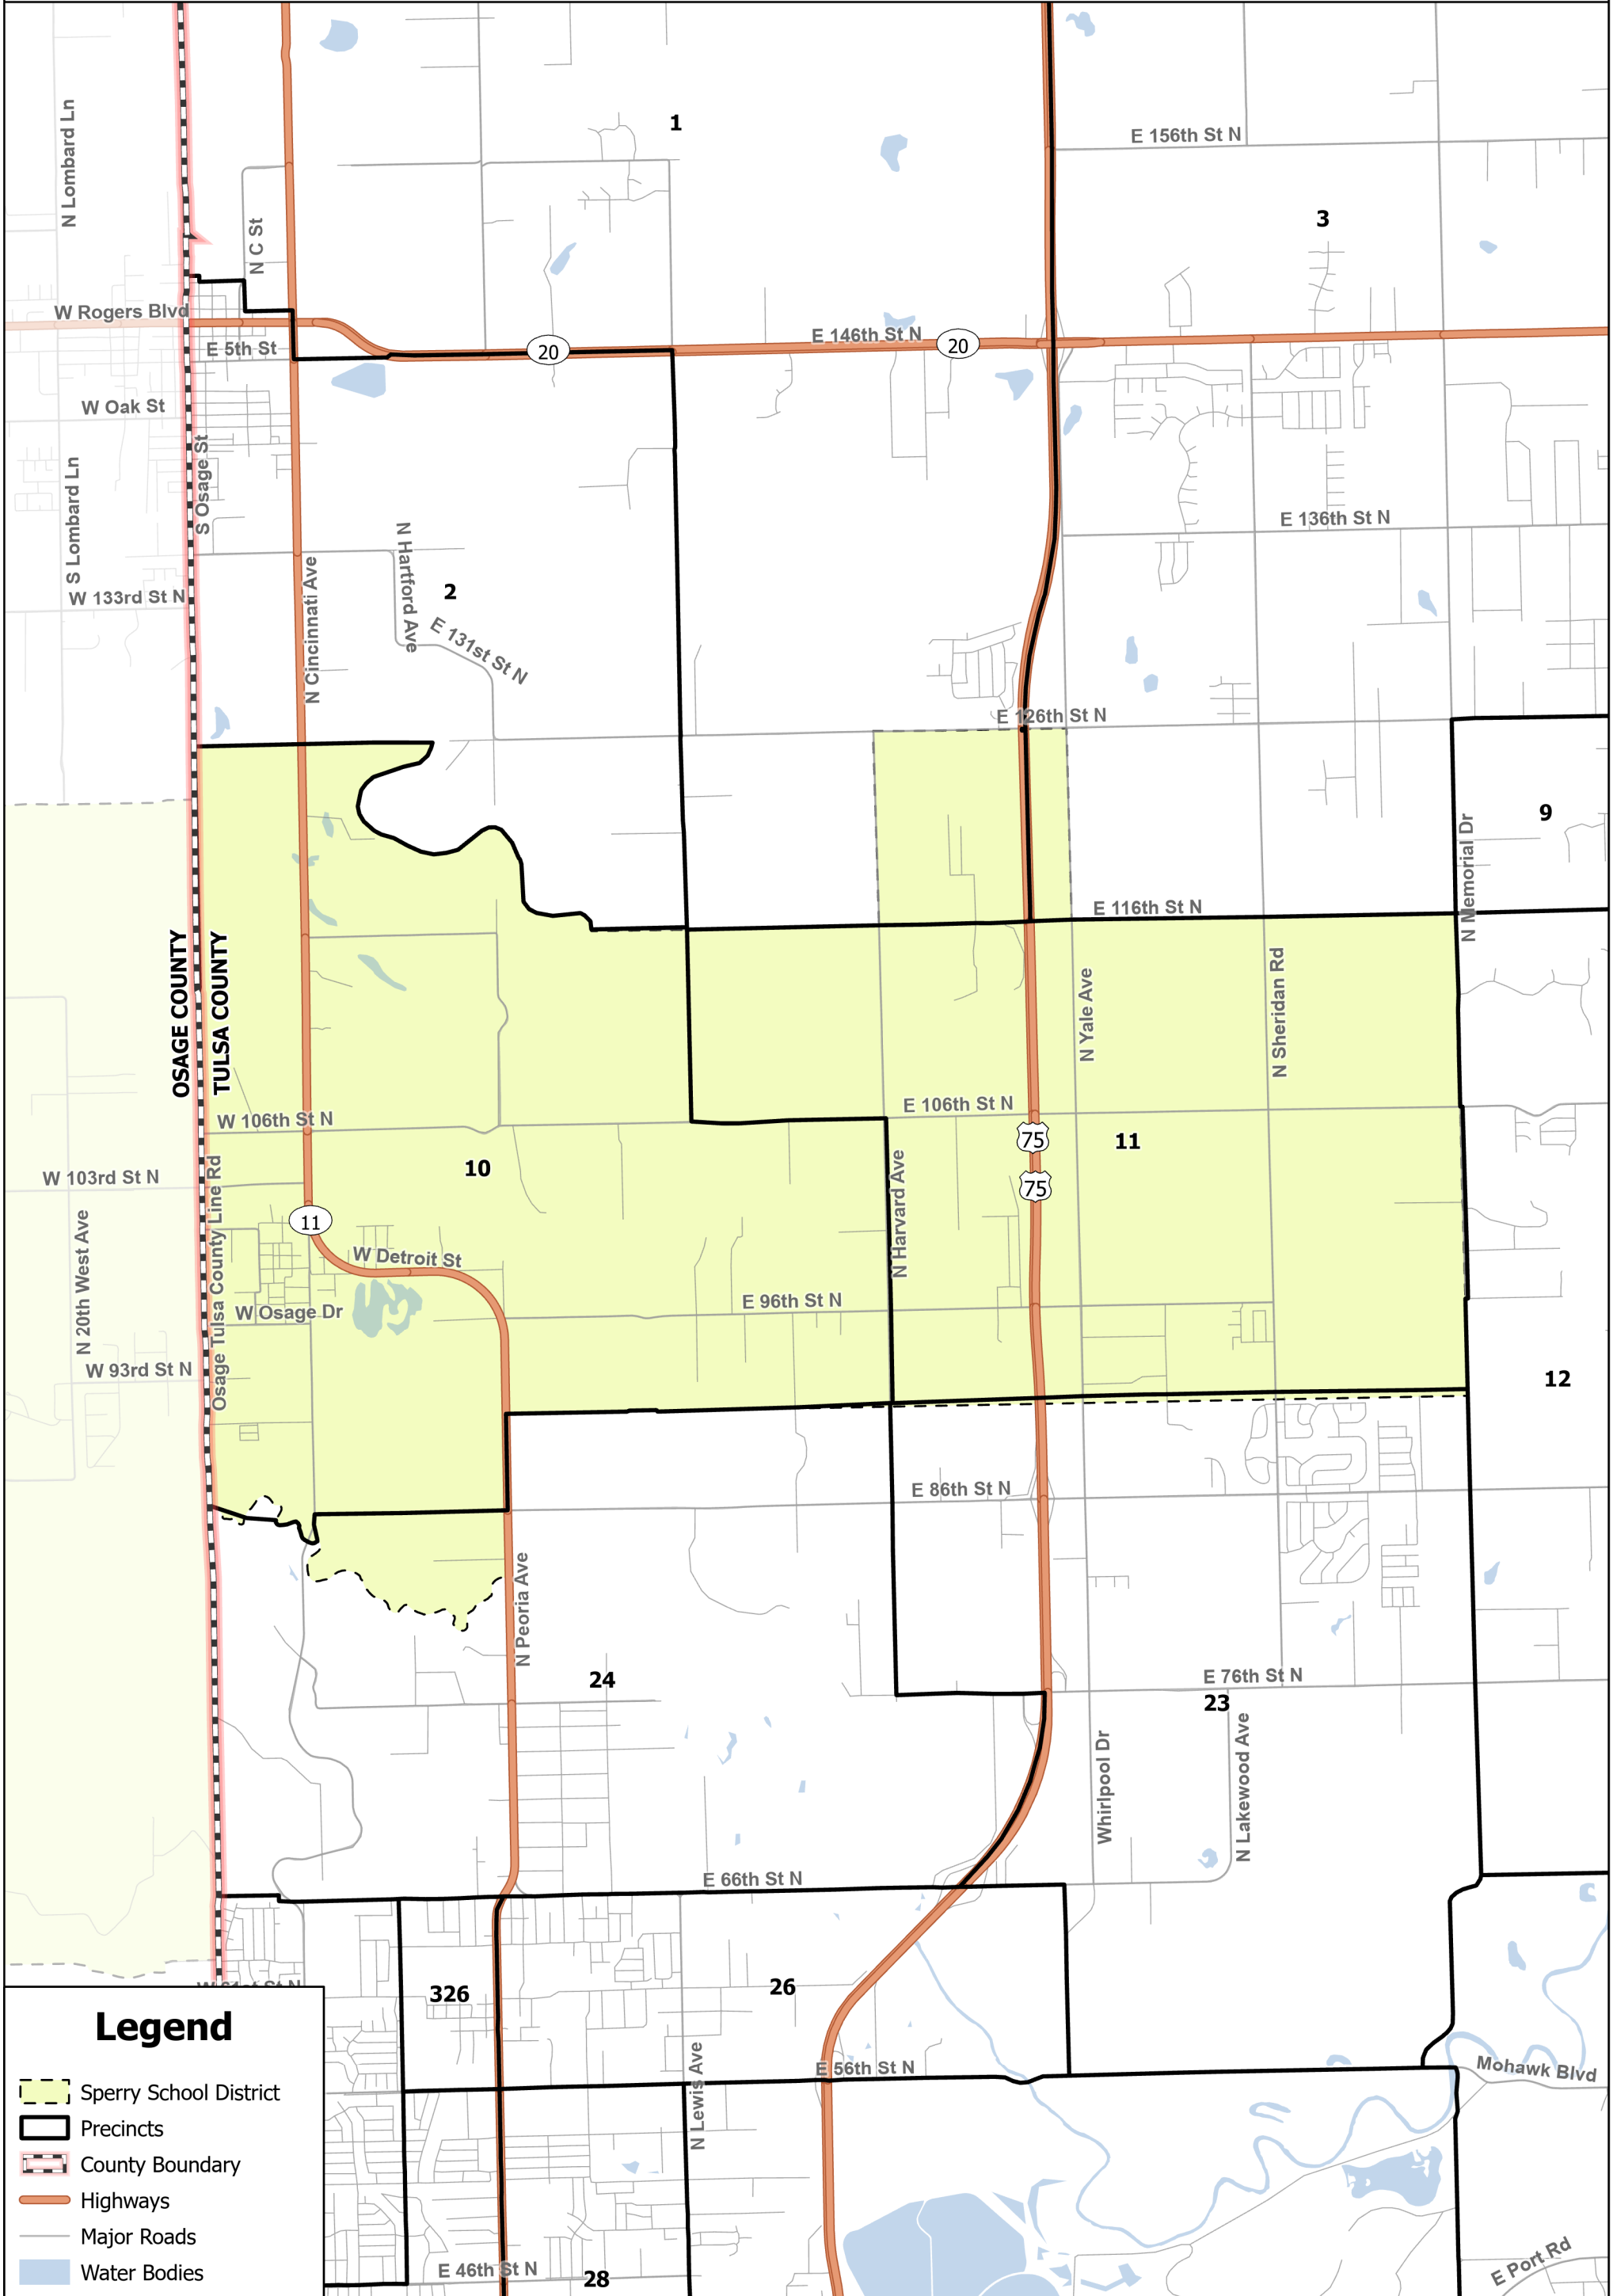 1
E 156th St N
N Lombard Ln
3
N C St
W Rogers Blvd
E 146th St N
20
20
E 5th St
W Oak St
S Osage St
S Lombard Ln
E 136th St N
N Hartford Ave
N Cincinnati Ave
2
W 133rd St N
E 131st St N
E 126th St N
9
N Memorial Dr
E 116th St N
OSAGE COUNTY
TULSA COUNTY
N Yale Ave
N Sheridan Rd
E 106th St N
W 106th St N
75
11
10
W 103rd St N
75
N Harvard Ave
Osage Tulsa County Line Rd
N 20th West Ave
11
W Detroit St
E 96th St N
W Osage Dr
W 93rd St N
12
E 86th St N
N Peoria Ave
24
E 76th St N
23
Whirlpool Dr
N Lakewood Ave
E 66th St N
W 61st St N
326
26
E 56th St N
N Lewis Ave
Mohawk Blvd
E 46th St N
28
E Port Rd
Legend
Sperry School District
Precincts
County Boundary
Highways
Major Roads
Water Bodies